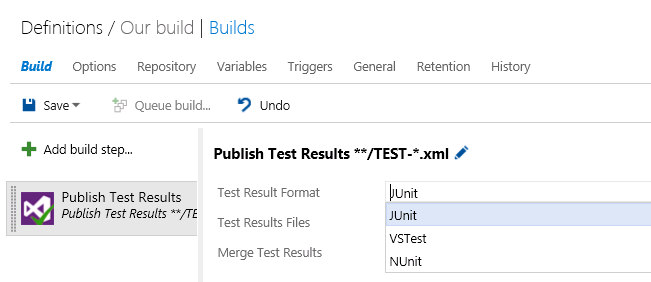 Definitions / Our build | Builds
Build Options Repository Variables Triggers General Retention History
Save Queue build... Undo
Add build step...
Publish Test Results **/TEST-*.xml
Publish Test Results
Publish Test Results **/TE
Test Result Format
JUnit
JUnit
Test Results Files
VSTest
Merge Test Results
NUnit